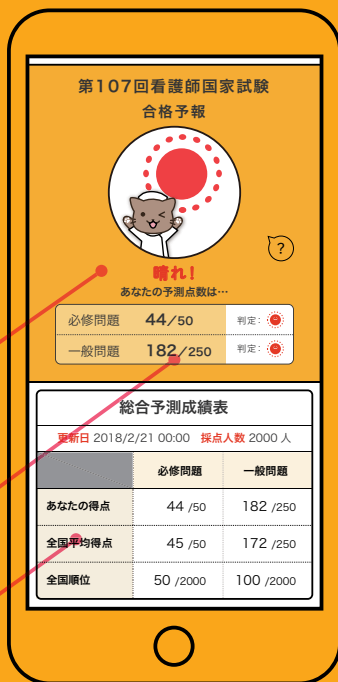 第107回看護師国家試験
合格予報
晴れ!
?
あなたの予測点数は…
必修問題 44/50 判定:
一般問題 182/250 判定:
総合予測成績表
更新日 2018/2/21 00:00 採点人数 2000 人
必修問題 一般問題
あなたの得点 44 /50 182 /250
全国平均得点 45 /50 172 /250
全国順位 50 /2000 100 /2000